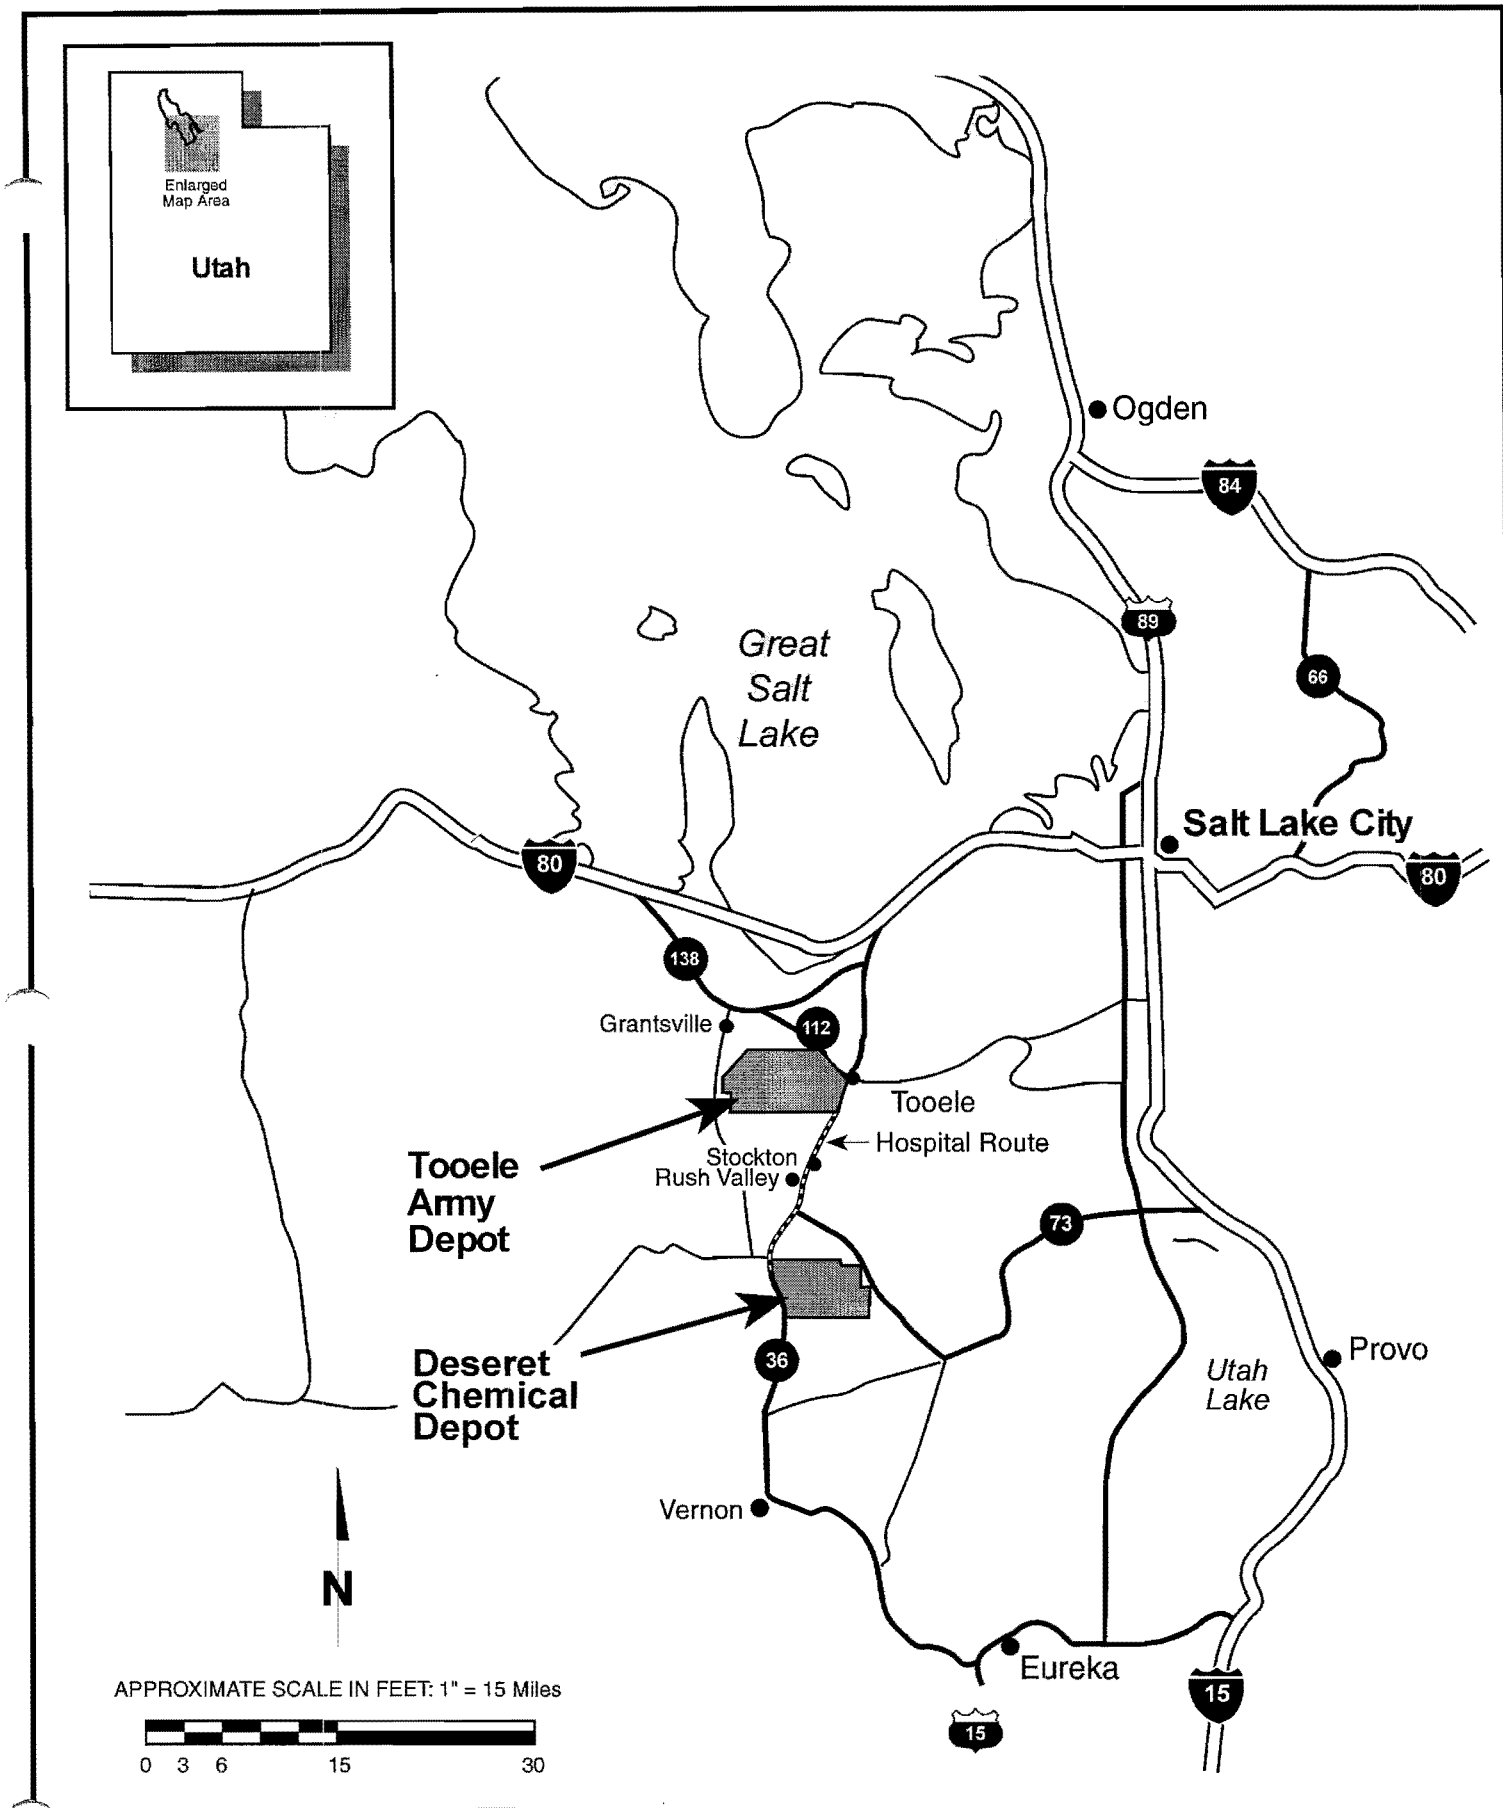 Enlarged
Map Area
Utah
Ogden
84
89
66
Great
Salt
Lake
Salt Lake City
80
80
138
112
Grantsville
Tooele
Hospital Route
Stockton
Rush Valley
Tooele
Army
Depot
73
36
Deseret
Chemical
Depot
Provo
Utah
Lake
Vernon
N
Eureka
15
15
APPROXIMATE SCALE IN FEET: 1" = 15 Miles
0 3 6 15 30